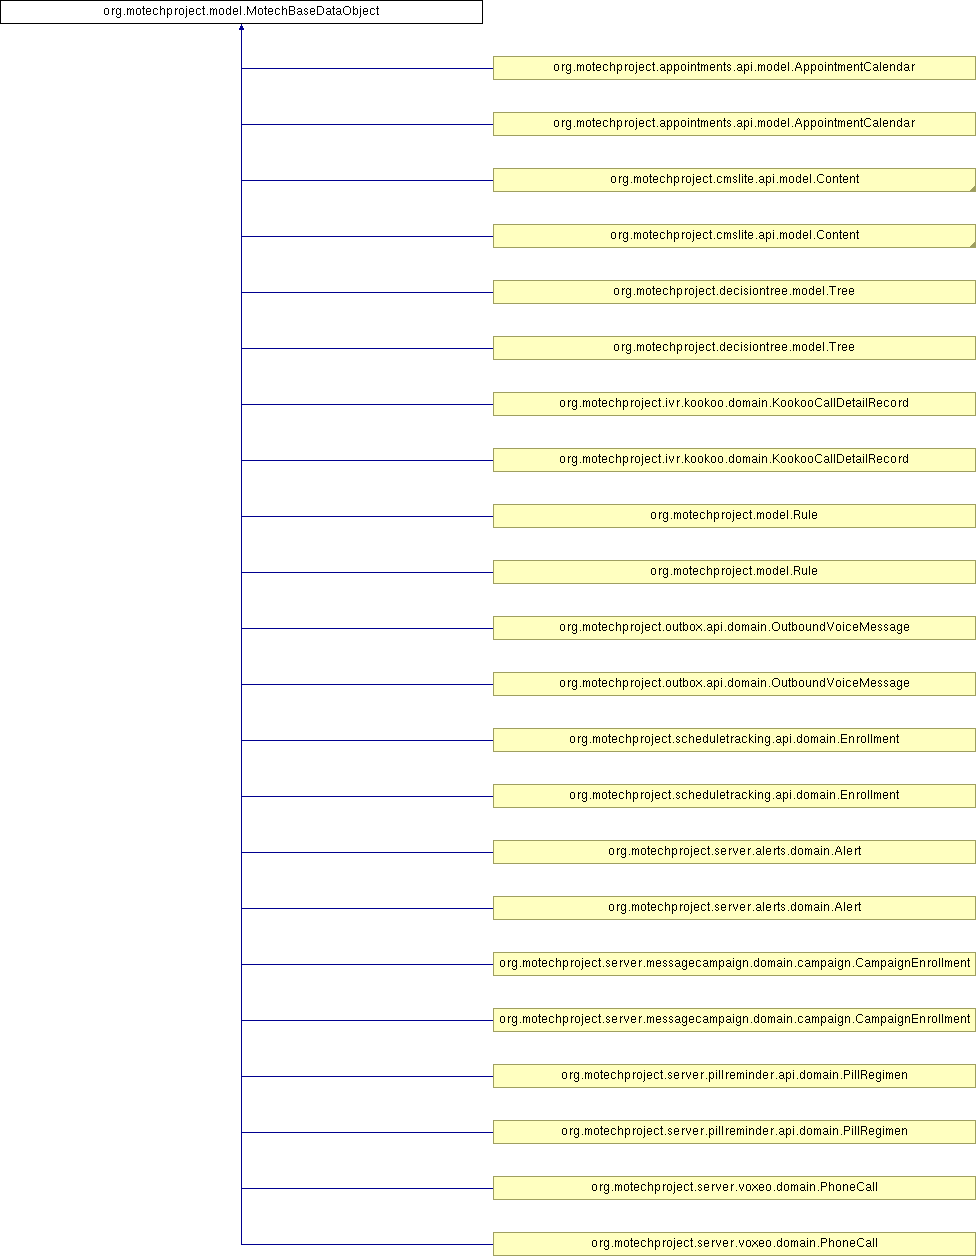 org.motechproject.model.MotechBaseDataObject
org.motechproject.appointments.api.model.AppointmentCalendar
org.motechproject.appointments.api.model.AppointmentCalendar
org.motechproject.cmslite.api.model.Content
org.motechproject.cmslite.api.model.Content
org.motechproject.decisiontree.model.Tree
org.motechproject.decisiontree.model.Tree
org.motechproject.ivr.kookoo.domain.KookooCallDetailRecord
org.motechproject.ivr.kookoo.domain.KookooCallDetailRecord
org.motechproject.model.Rule
org.motechproject.model.Rule
org.motechproject.outbox.api.domain.OutboundVoiceMessage
org.motechproject.outbox.api.domain.OutboundVoiceMessage
org.motechproject.scheduletracking.api.domain.Enrollment
org.motechproject.scheduletracking.api.domain.Enrollment
org.motechproject.server.alerts.domain.Alert
org.motechproject.server.alerts.domain.Alert
org.motechproject.server.messagecampaign.domain.campaign.CampaignEnrollment
org.motechproject.server.messagecampaign.domain.campaign.CampaignEnrollment
org.motechproject.server.pillreminder.api.domain.PillRegimen
org.motechproject.server.pillreminder.api.domain.PillRegimen
org.motechproject.server.voxeo.domain.PhoneCall
org.motechproject.server.voxeo.domain.PhoneCall